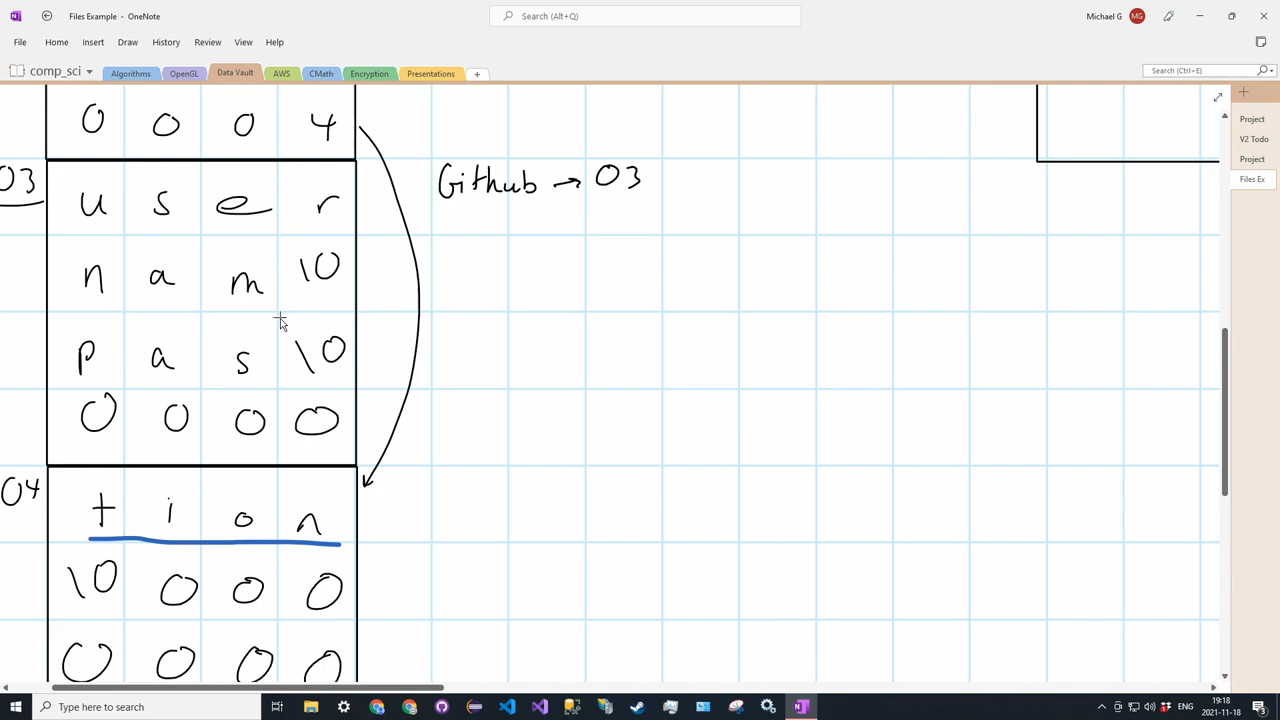 Files Example - OneNote
Search (Alt+Q)
Michael G
MG
File Home Insert Draw History Review View Help
comp_sci
Algorithms OpenGL Data Vault AWS CMath Encryption Presentations +
Search (Ctrl+E)
Project
V2 Todo
Project
Files Ex
0 0 0 4
03
u s e r
Github → 03
n a m \0
p a s \0
0 0 0 0
04
t i o n
\0 0 0 0
0 0 0 0
Type here to search
ENG
19:18
2021-11-18